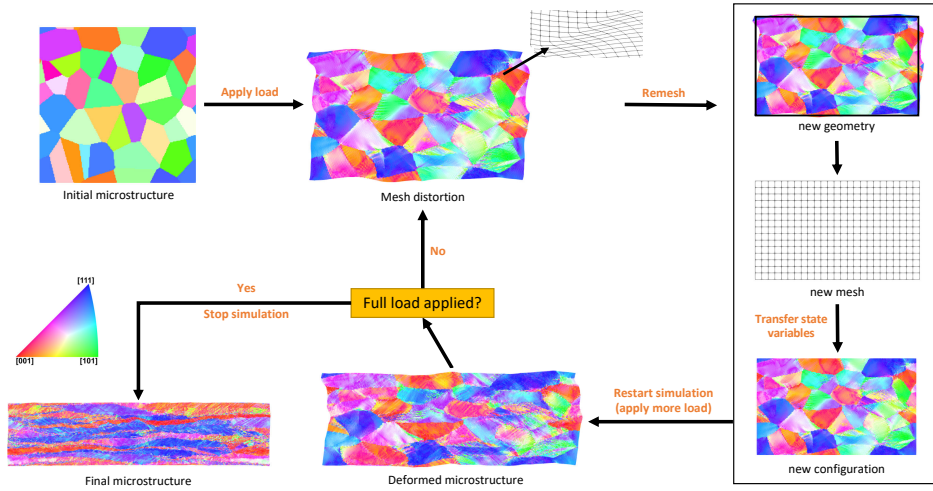 Apply load
Remesh
new geometry
Initial microstructure
Mesh distortion
No
[111]
[001]
[101]
Yes
Stop simulation
Full load applied?
new mesh
Transfer state
variables
Restart simulation
(apply more load)
Final microstructure
Deformed microstructure
new configuration